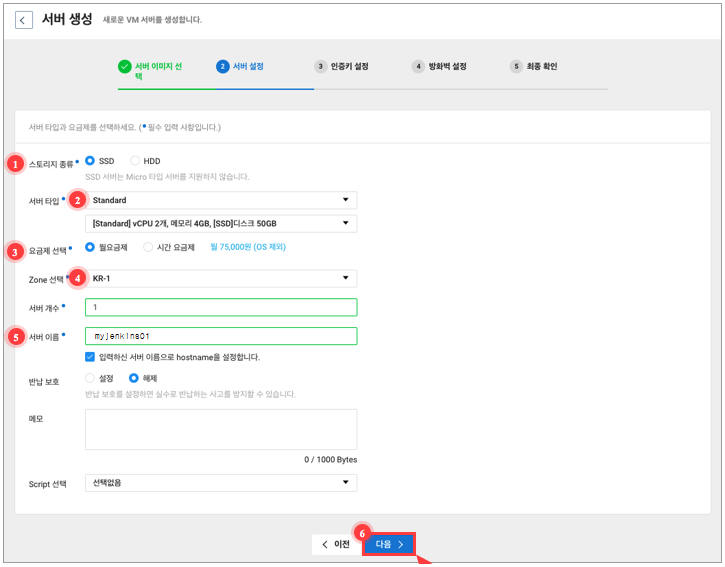 서버 생성 새로운 VM 서버를 생성합니다.
서버 이미지 선
택
2 서버 설정
3 인증키 설정
4 방화벽 설정
5 최종 확인
서버 타입과 요금제를 선택하세요. (• 필수 입력 사항입니다.)
1 스토리지 종류• SSD HDD
SSD 서버는 Micro 타입 서버를 지원하지 않습니다.
서버 타입• 2 Standard
[Standard] vCPU 2개, 메모리 4GB, [SSD]디스크 50GB
3 요금제 선택• 월요금제 시간 요금제 월 75,000원 (OS 제외)
Zone 선택• 4 KR-1
서버 개수• 1
5 서버 이름• myjenkins01
입력하신 서버 이름으로 hostname을 설정합니다.
반납 보호 설정 해제
반납 보호를 설정하면 실수로 반납하는 사고를 방지할 수 있습니다.
메모
0 / 1000 Bytes
Script 선택 선택없음
6
< 이전 다음 >